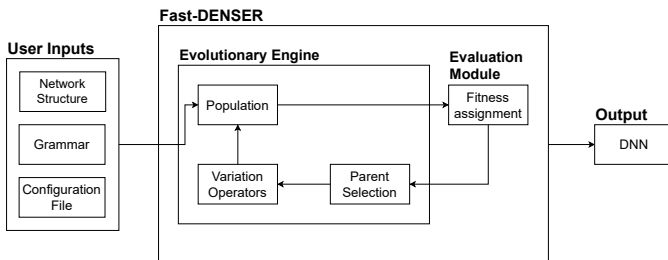 Fast-DENSER
User Inputs
Network
Structure
Grammar
Configuration
File
Evolutionary Engine
Population
Variation
Operators
Parent
Selection
Evaluation
Module
Fitness
assignment
Output
DNN